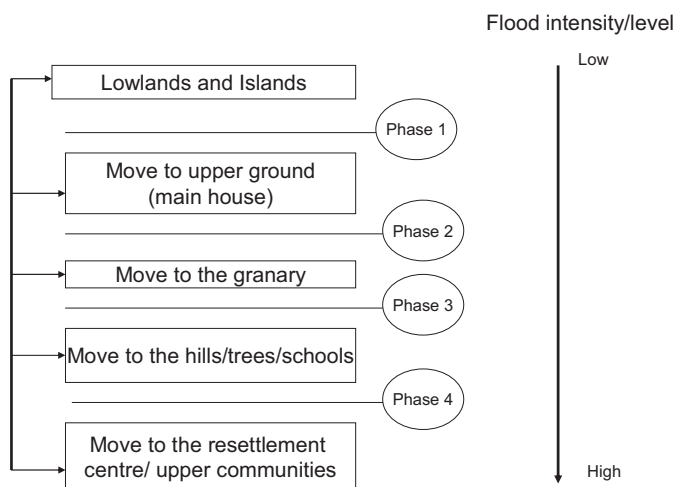 Flood intensity/level
Low
Lowlands and Islands
Phase 1
Move to upper ground
(main house)
Phase 2
Move to the granary
Phase 3
Move to the hills/trees/schools
Phase 4
Move to the resettlement
centre/ upper communities
High